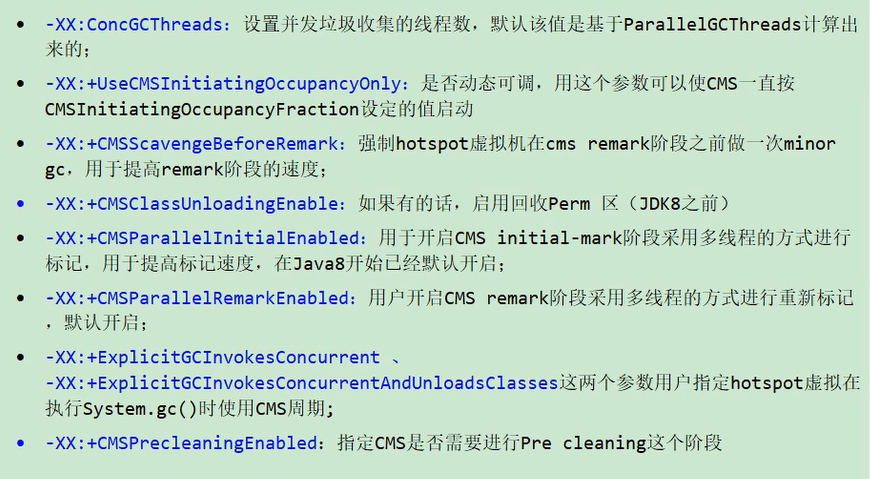 • -XX:ConcGCThreads：设置并发垃圾收集的线程数，默认该值是基于ParallelGCThreads计算出
来的；
• -XX:+UseCMSInitiatingOccupancyOnly：是否动态可调，用这个参数可以使CMS一直按
CMSInitiatingOccupancyFraction设定的值启动
• -XX:+CMSScavengeBeforeRemark：强制hotspot虚拟机在cms remark阶段之前做一次minor
gc，用于提高remark阶段的速度；
• -XX:+CMSClassUnloadingEnable：如果有的话，启用回收Perm 区（JDK8之前）
• -XX:+CMSParallelInitialEnabled：用于开启CMS initial-mark阶段采用多线程的方式进行
标记，用于提高标记速度，在Java8开始已经默认开启；
• -XX:+CMSParallelRemarkEnabled：用户开启CMS remark阶段采用多线程的方式进行重新标记
，默认开启；
• -XX:+ExplicitGCInvokesConcurrent 、
-XX:+ExplicitGCInvokesConcurrentAndUnloadsClasses这两个参数用户指定hotspot虚拟在
执行System.gc()时使用CMS周期;
• -XX:+CMSPrecleaningEnabled：指定CMS是否需要进行Pre cleaning这个阶段